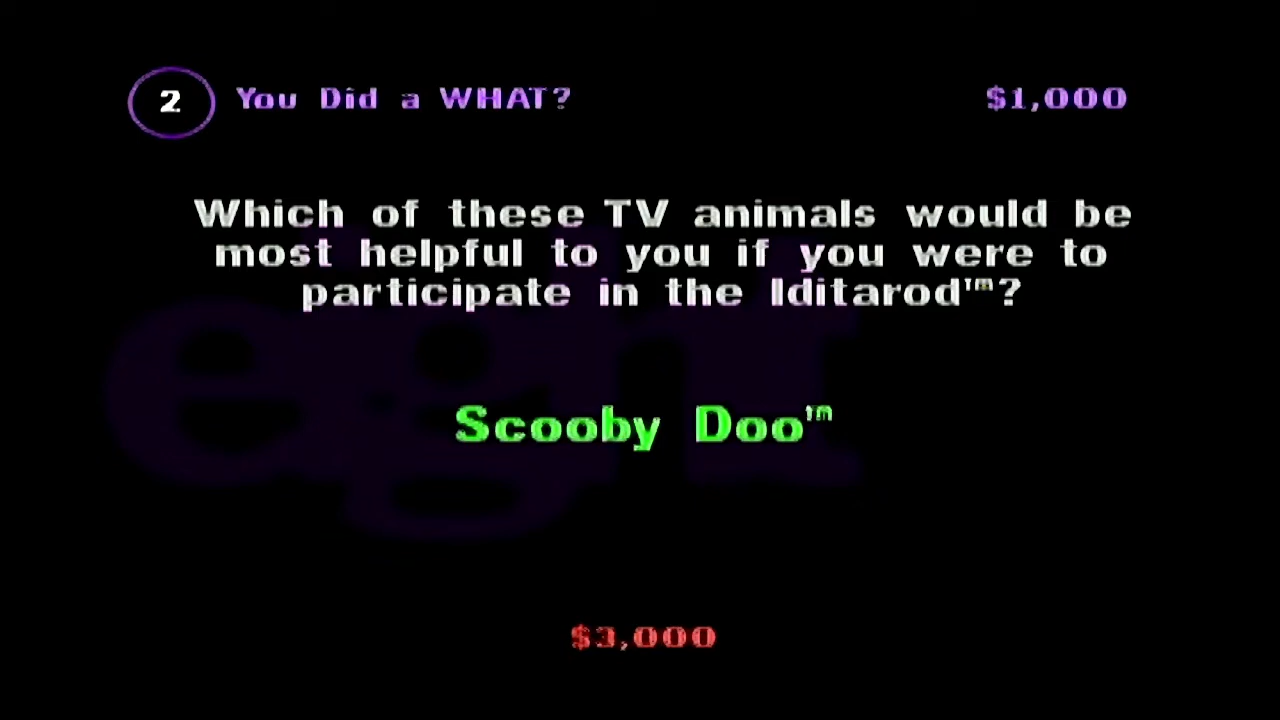 2 You Did a WHAT? $1,000
Which of these TV animals would be
most helpful to you if you were to
participate in the Iditarod™?
eight
Scooby Doo™
$3,000